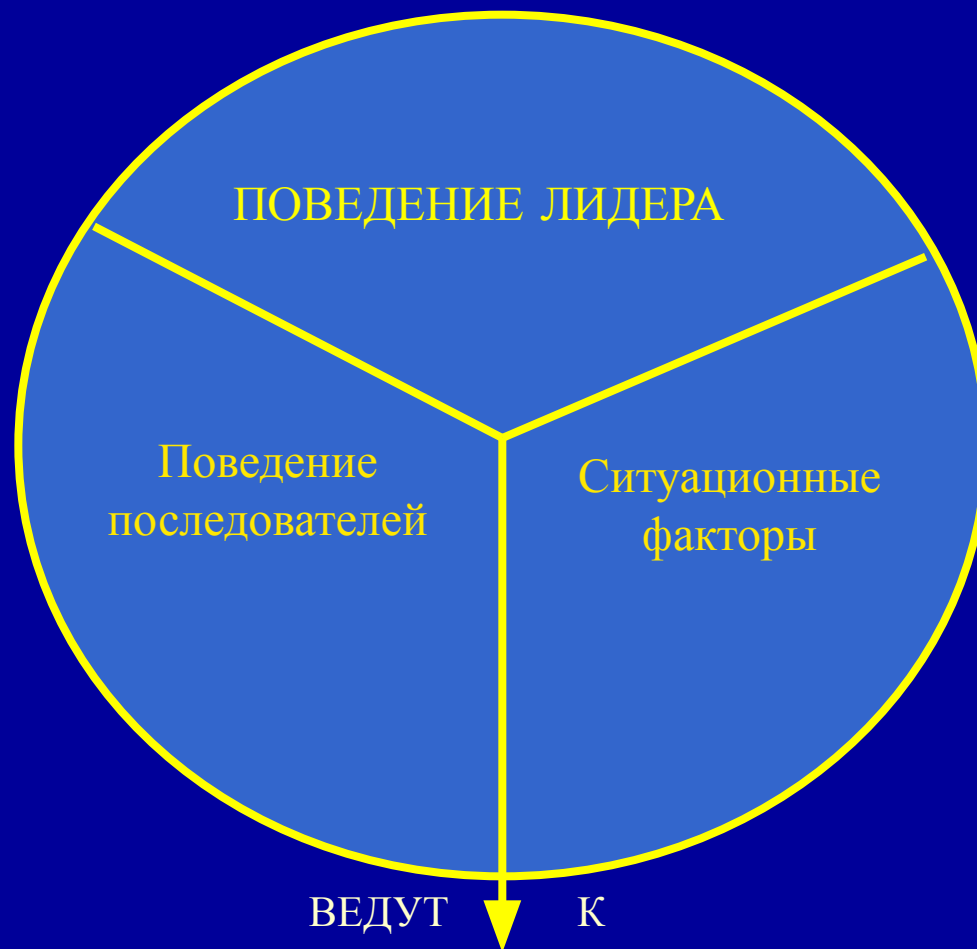 ПОВЕДЕНИЕ ЛИДЕРА
Поведение
последователей
Ситуационные
факторы
ВЕДУТ К